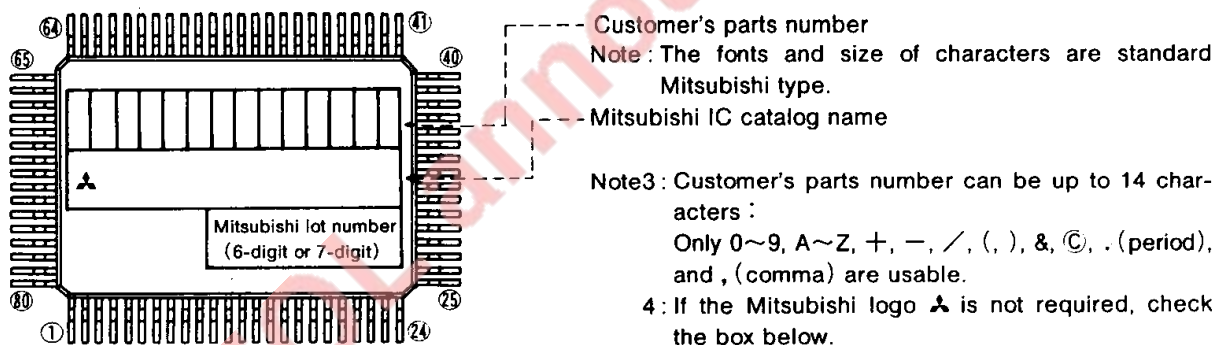 64
41
65
40
Mitsubishi lot number
(6-digit or 7-digit)
80
25
1
24
Customer's parts number
Note : The fonts and size of characters are standard
Mitsubishi type.
Mitsubishi IC catalog name
Note3 : Customer's parts number can be up to 14 char-
acters :
Only 0~9, A~Z, +, −, /, (, ), &, ©, . (period),
and , (comma) are usable.
4 : If the Mitsubishi logo is not required, check
the box below.